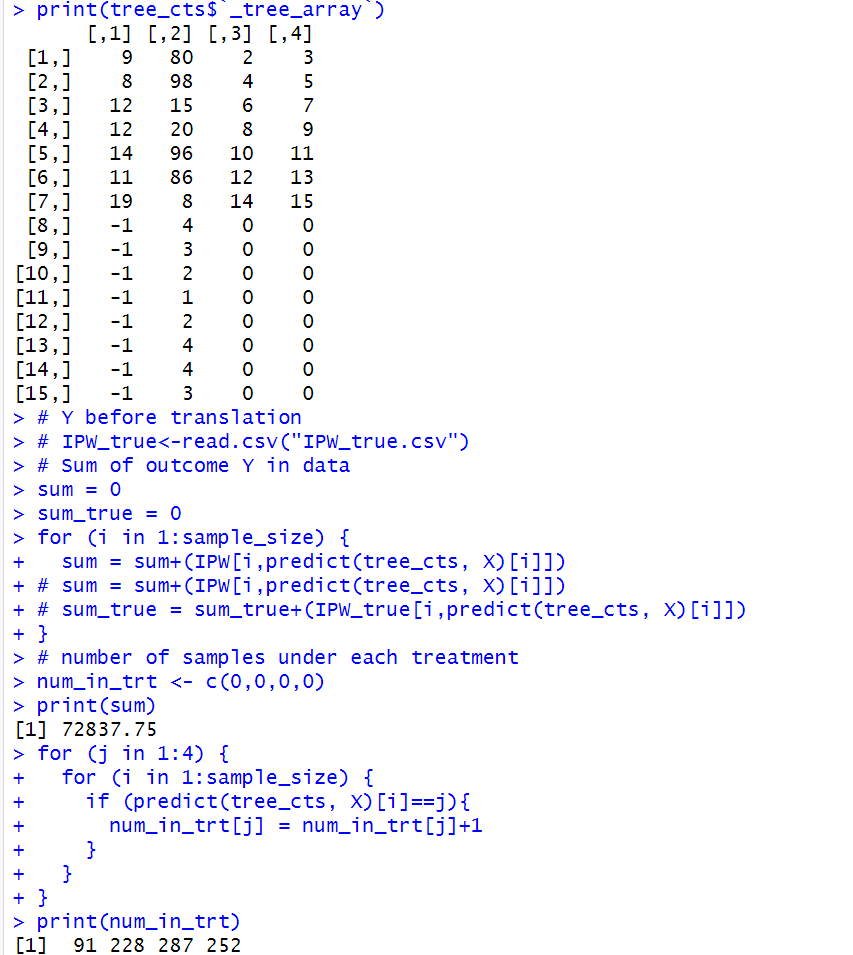 > print(tree_cts$`_tree_array`)
      [,1] [,2] [,3] [,4]
 [1,]    9   80    2    3
 [2,]    8   98    4    5
 [3,]   12   15    6    7
 [4,]   12   20    8    9
 [5,]   14   96   10   11
 [6,]   11   86   12   13
 [7,]   19    8   14   15
 [8,]   -1    4    0    0
 [9,]   -1    3    0    0
[10,]   -1    2    0    0
[11,]   -1    1    0    0
[12,]   -1    2    0    0
[13,]   -1    4    0    0
[14,]   -1    4    0    0
[15,]   -1    3    0    0
> # Y before translation
> # IPW_true<-read.csv("IPW_true.csv")
> # Sum of outcome Y in data
> sum = 0
> sum_true = 0
> for (i in 1:sample_size) {
+   sum = sum+(IPW[i,predict(tree_cts, X)[i]])
+ # sum = sum+(IPW[i,predict(tree_cts, X)[i]])
+ # sum_true = sum_true+(IPW_true[i,predict(tree_cts, X)[i]])
+ }
> # number of samples under each treatment
> num_in_trt <- c(0,0,0,0)
> print(sum)
[1] 72837.75
> for (j in 1:4) {
+   for (i in 1:sample_size) {
+     if (predict(tree_cts, X)[i]==j){
+       num_in_trt[j] = num_in_trt[j]+1
+     }
+   }
+ }
> print(num_in_trt)
[1]  91 228 287 252